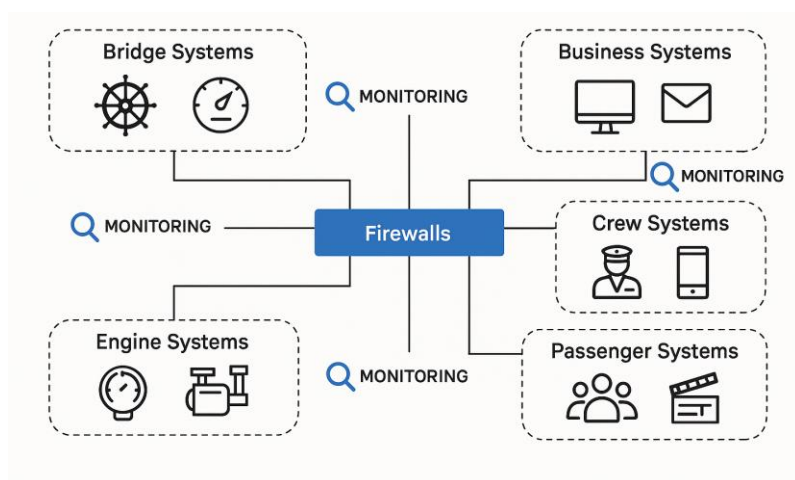 Bridge Systems
MONITORING
Business Systems
MONITORING
MONITORING
Firewalls
Crew Systems
Engine Systems
MONITORING
Passenger Systems